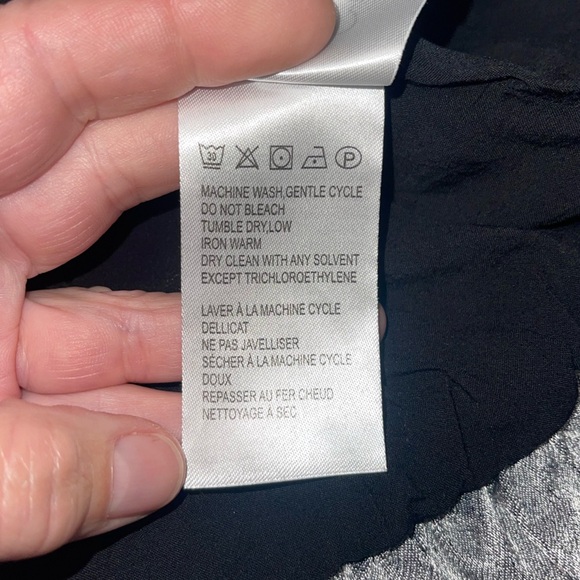 30 P
MACHINE WASH,GENTLE CYCLE
DO NOT BLEACH
TUMBLE DRY,LOW
IRON WARM
DRY CLEAN WITH ANY SOLVENT
EXCEPT TRICHLOROETHYLENE
LAVER À LA MACHINE CYCLE
DELLICAT
NE PAS JAVELLISER
SÉCHER À LA MACHINE CYCLE
DOUX
REPASSER AU FER CHEUD
NETTOYAGE À SEC